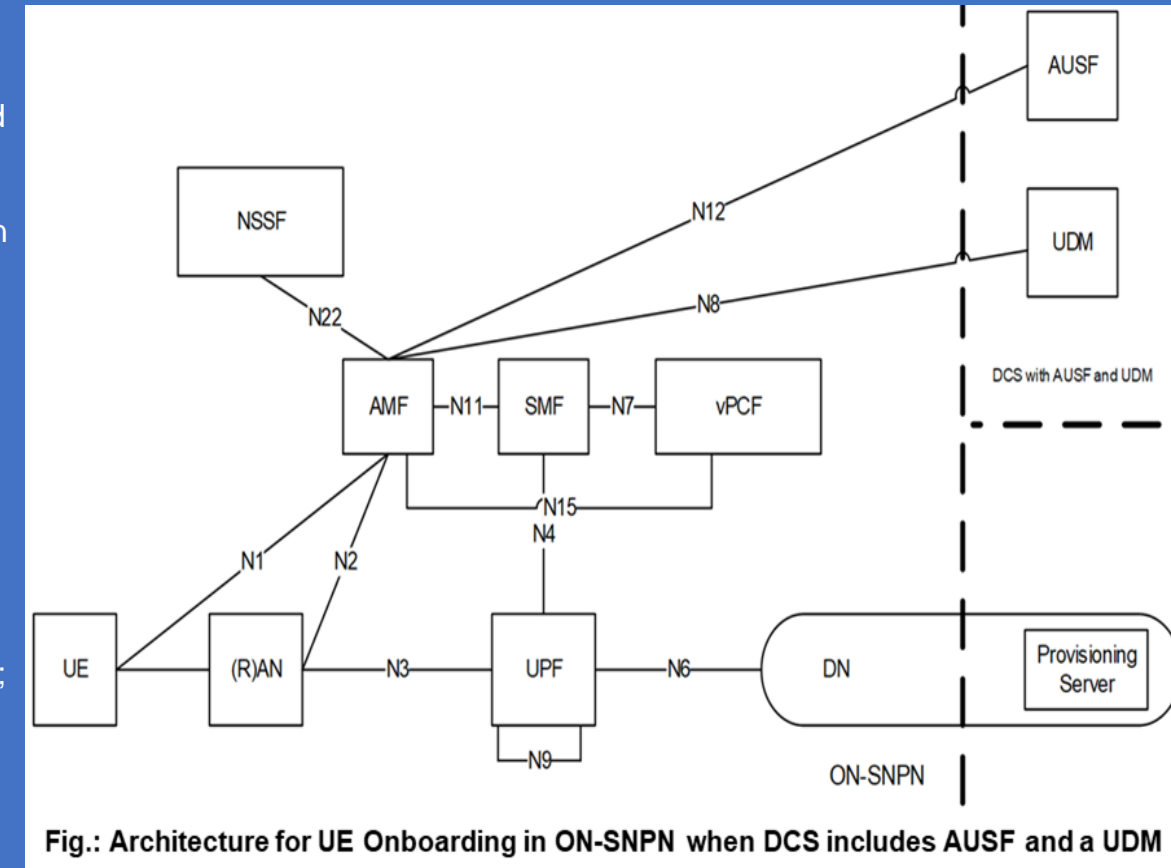 AUSF
NSSF
N12
UDM
N8
N22
DCS with AUSF and UDM
AMF
N11
SMF
N7
vPCF
N15
N4
N1
N2
UE
(R)AN
N3
UPF
N6
DN
Provisioning
Server
N9
ON-SNPN
Fig.: Architecture for UE Onboarding in ON-SNPN when DCS includes AUSF and a UDM